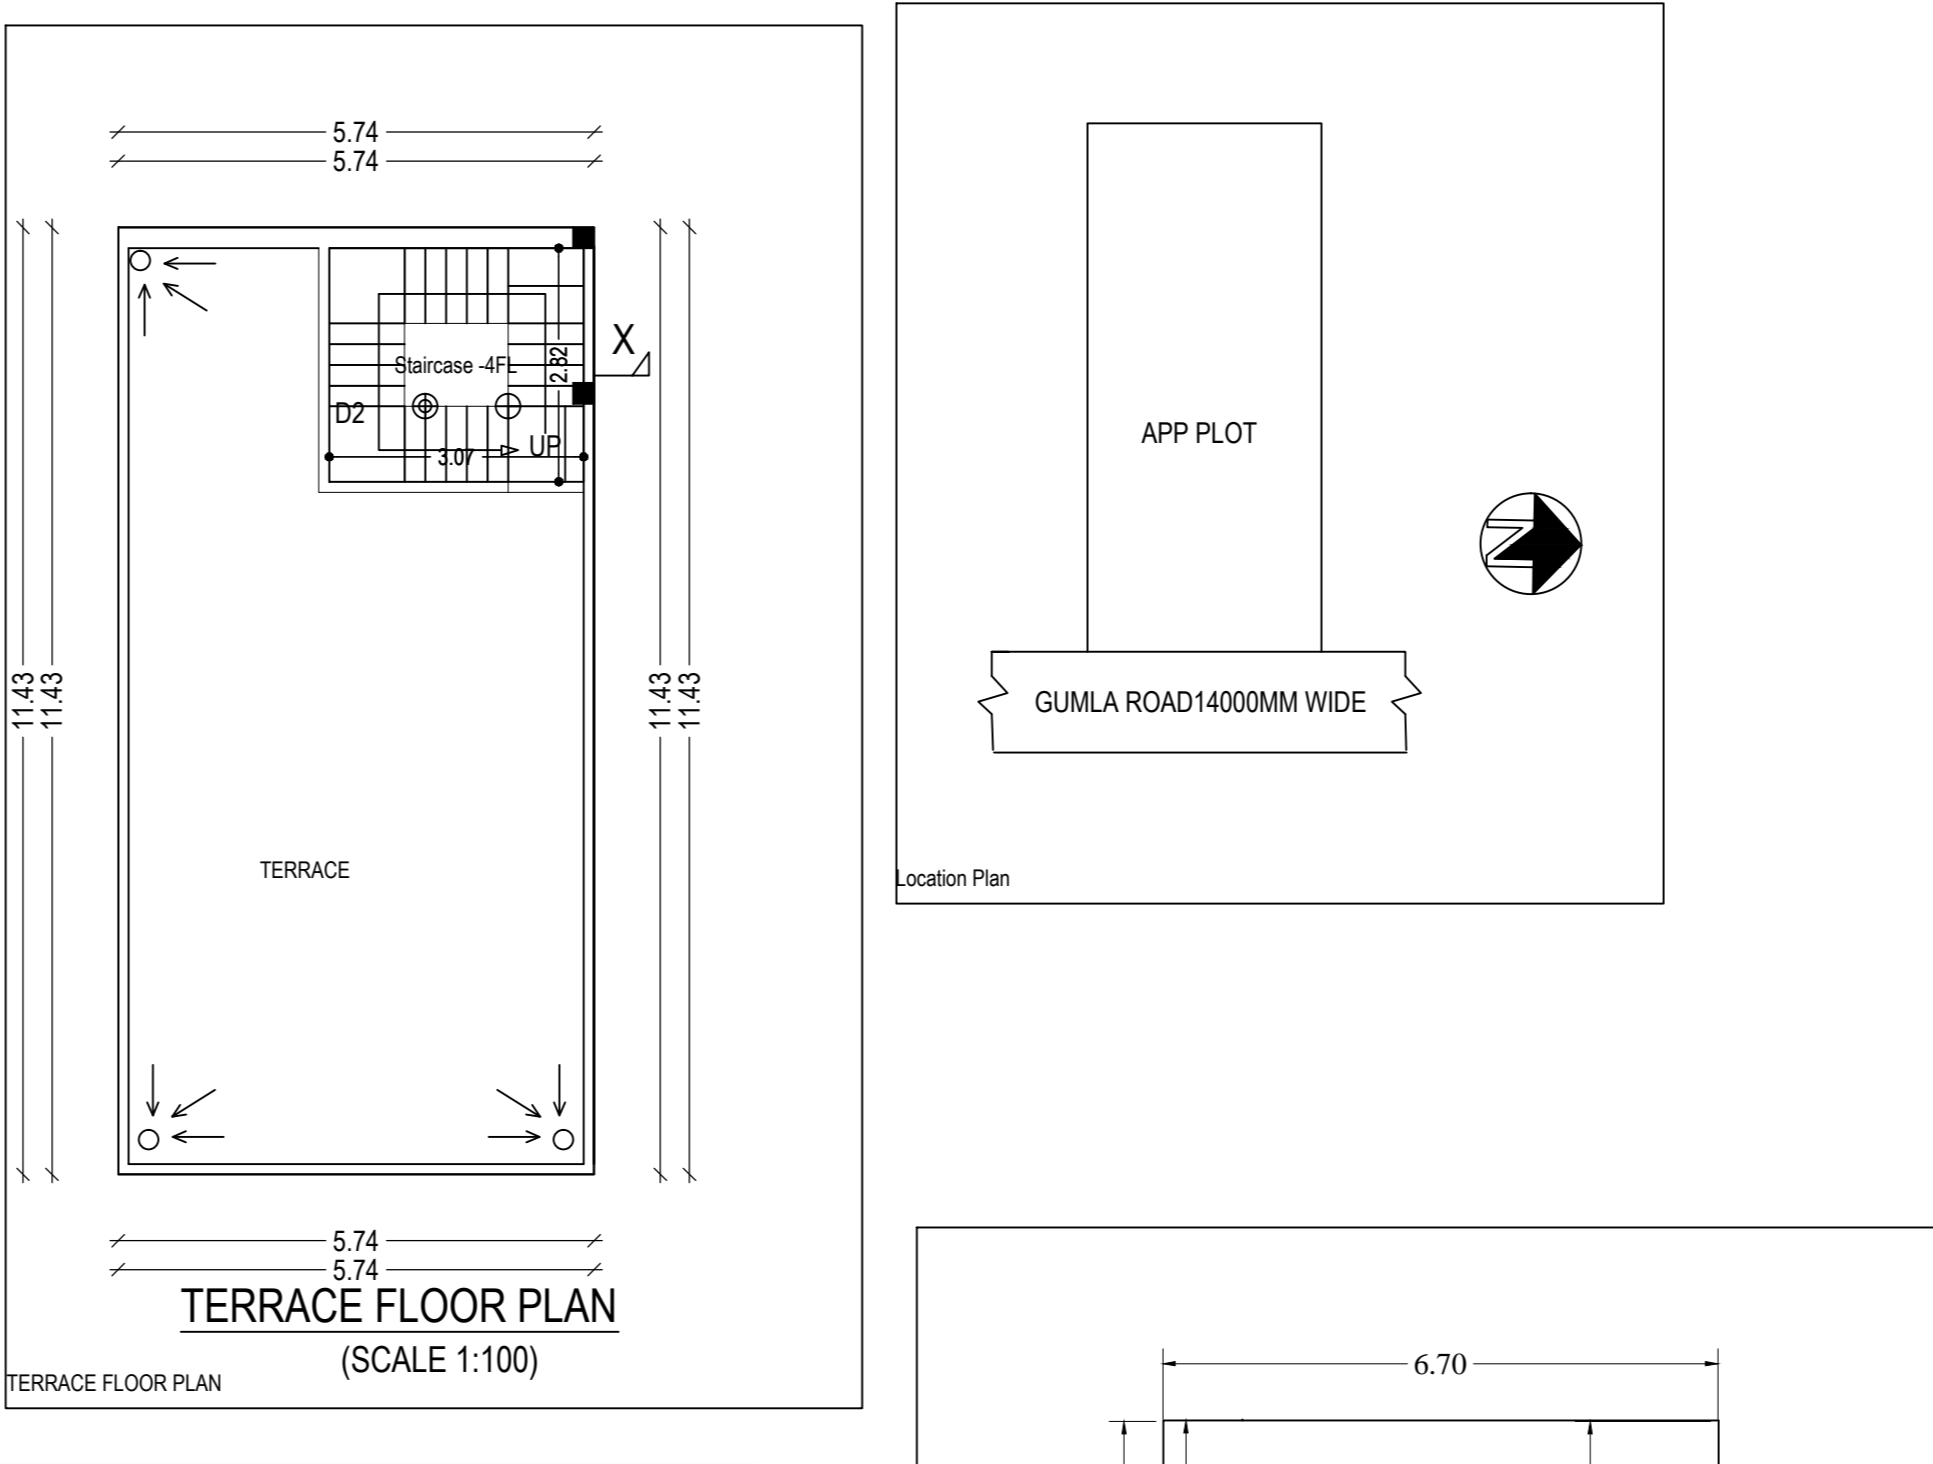 5.74
5.74
11.43
11.43
11.43
11.43
X
Staircase -4FL
2.82
D2
UP
3.07
TERRACE
5.74
5.74
TERRACE FLOOR PLAN
(SCALE 1:100)
TERRACE FLOOR PLAN
APP PLOT
N
GUMLA ROAD14000MM WIDE
Location Plan
6.70